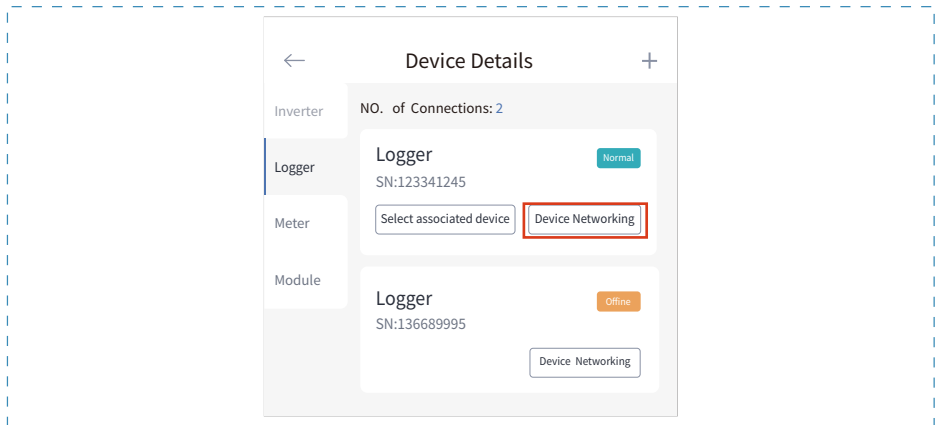 Device Details
Inverter
Logger
Meter
Module
NO. of Connections: 2
Logger
Normal
SN:123341245
Select associated device
Device Networking
Logger
Offine
SN:136689995
Device Networking